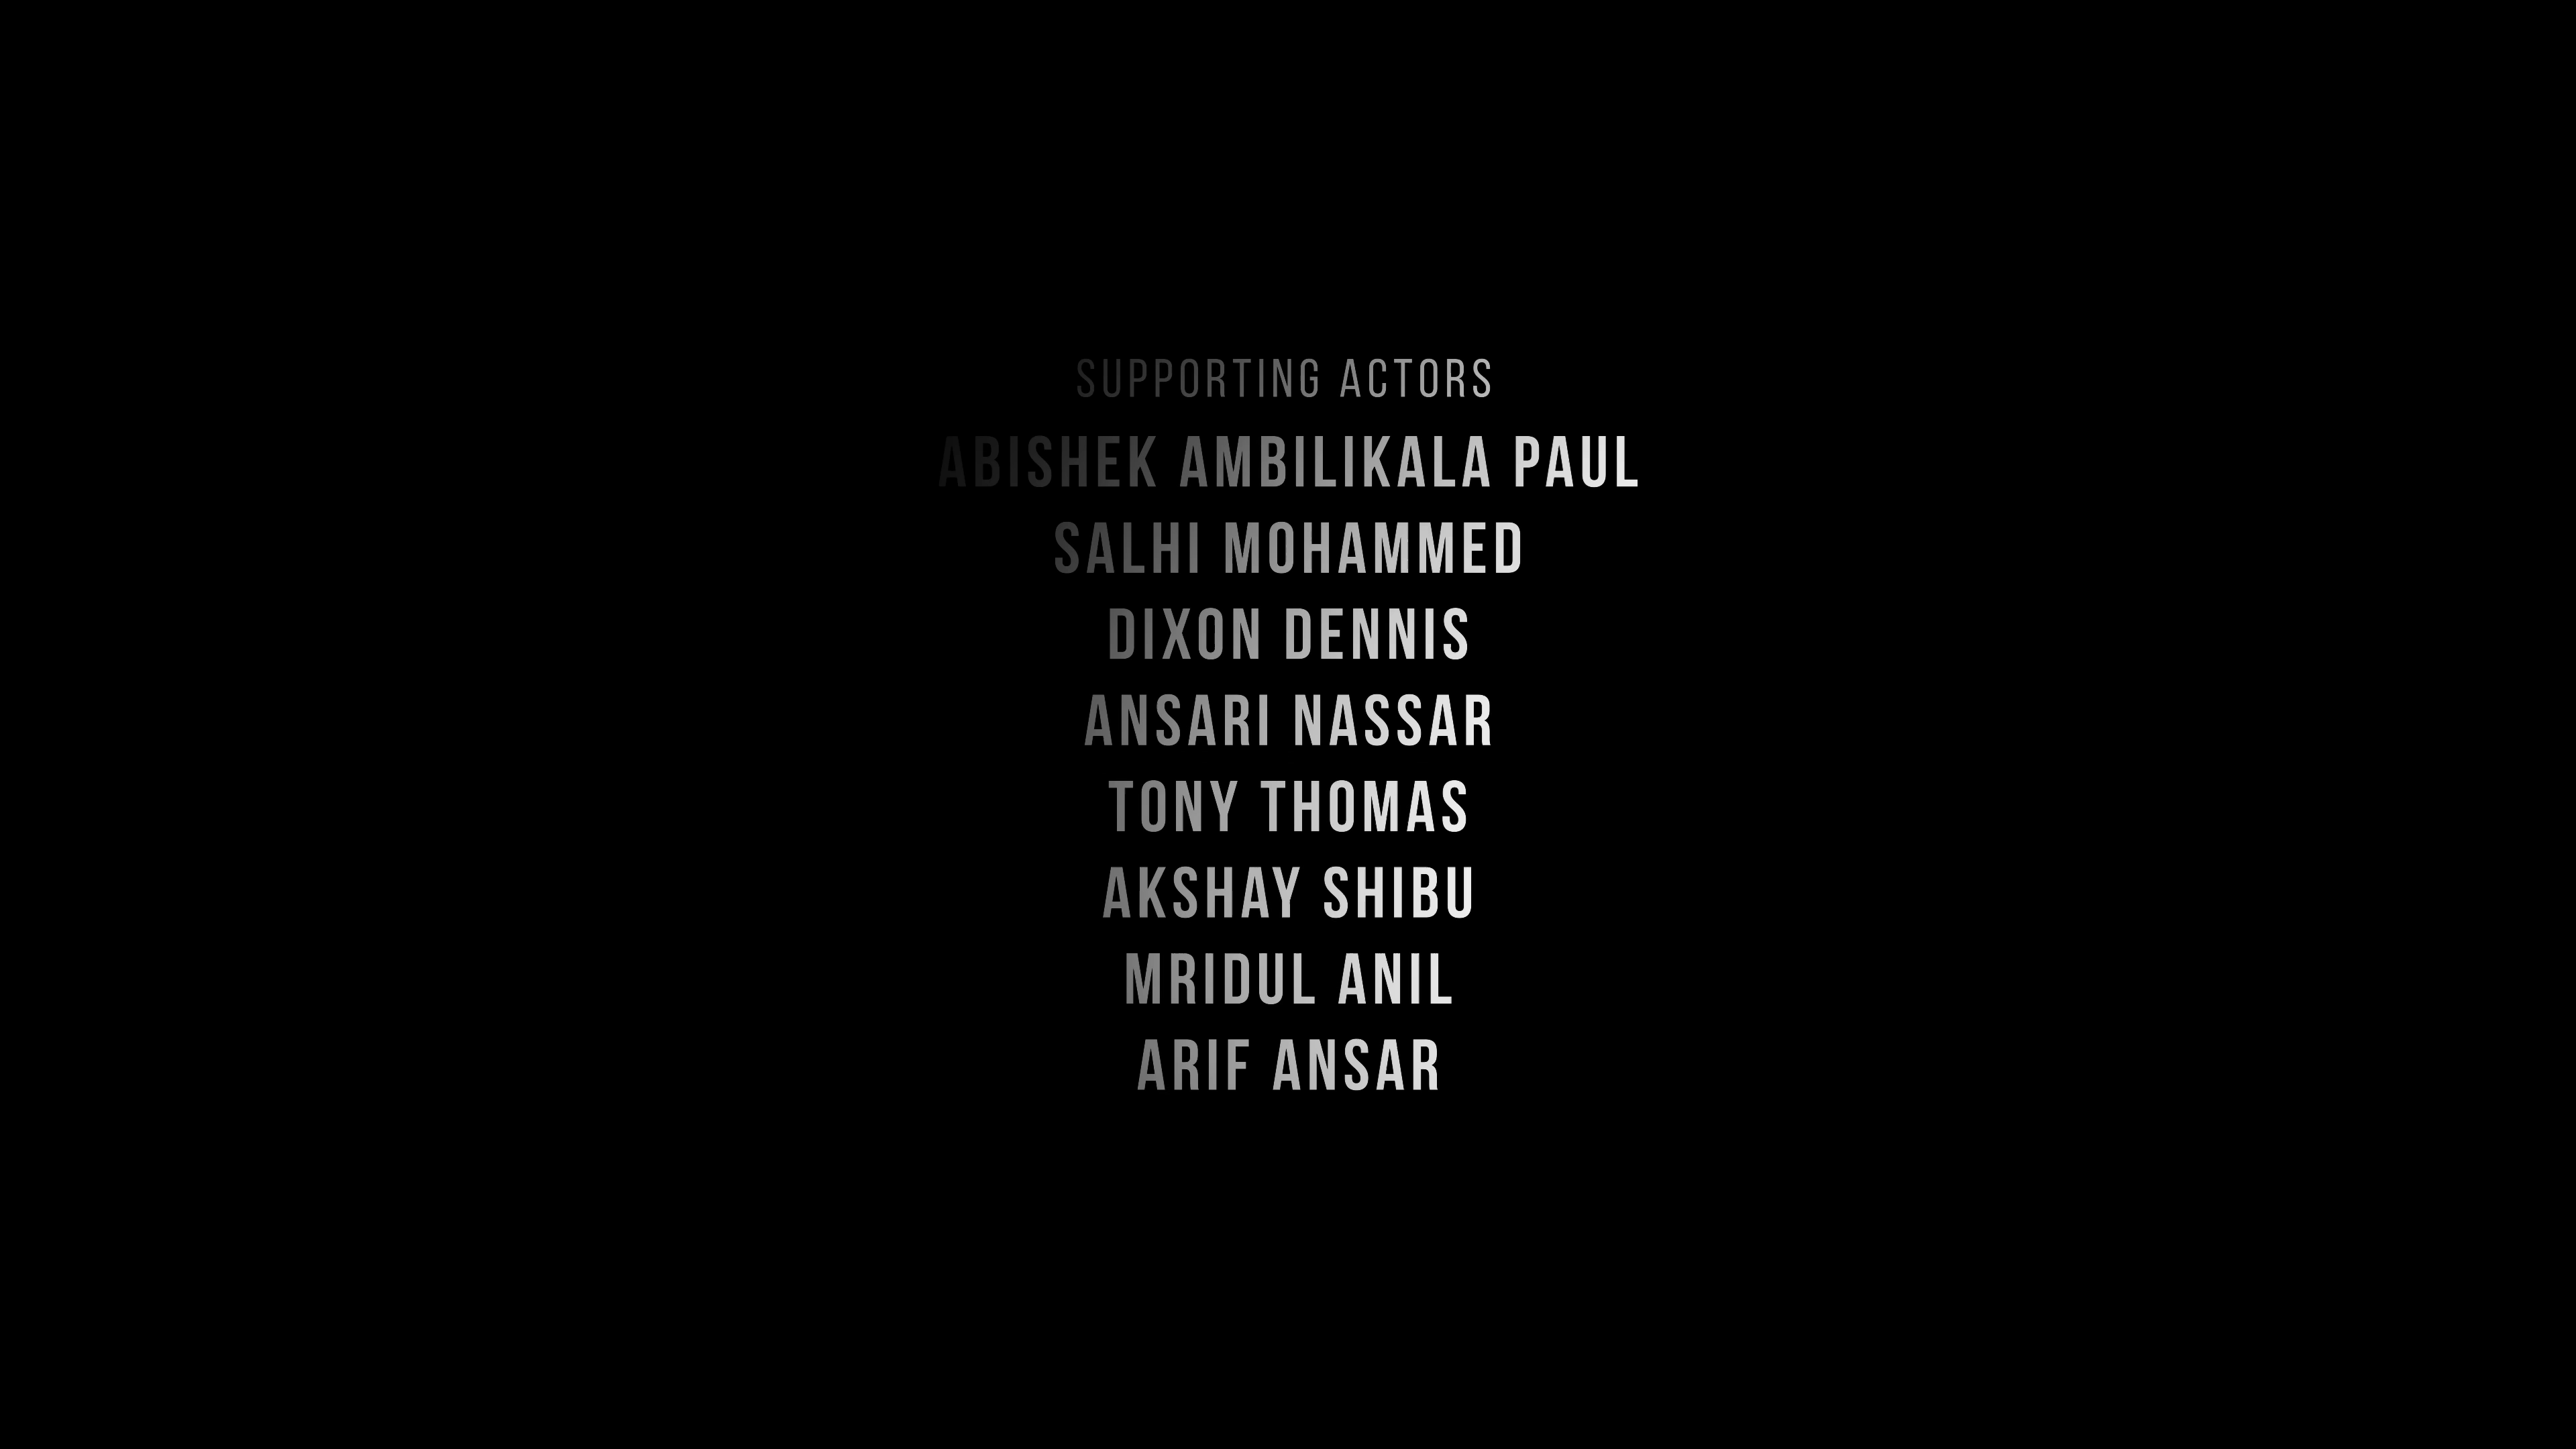 SUPPORTING ACTORS
ABISHEK AMBILIKALA PAUL
SALHI MOHAMMED
DIXON DENNIS
ANSARI NASSAR
TONY THOMAS
AKSHAY SHIBU
MRIDUL ANIL
ARIF ANSAR